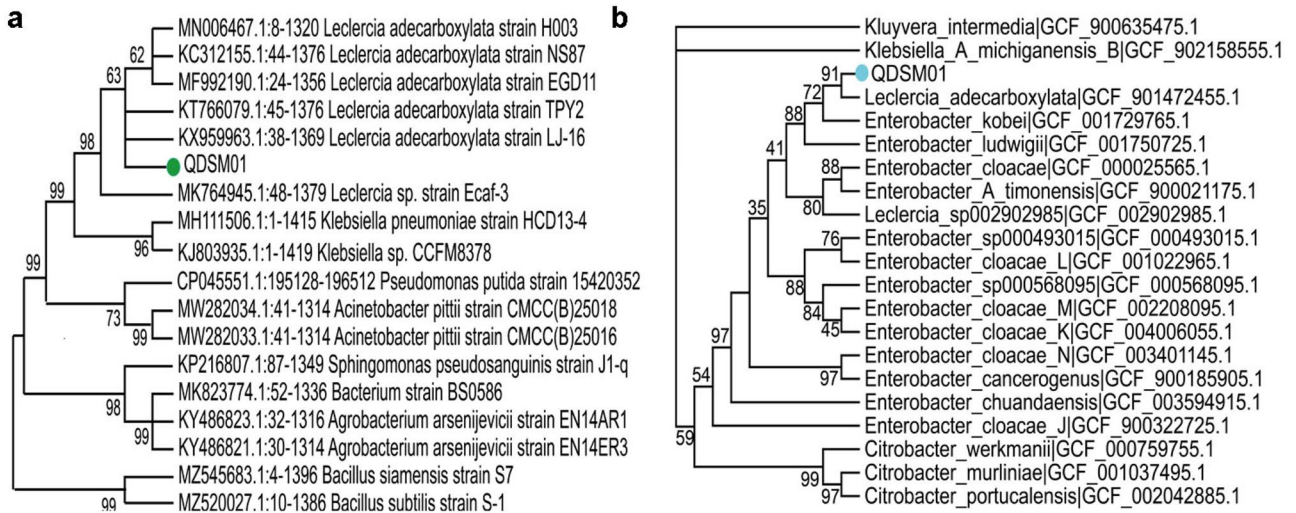 a
MN006467.1:8-1320 Leclercia adecarboxylata strain H003
62
KC312155.1:44-1376 Leclercia adecarboxylata strain NS87
63
MF992190.1:24-1356 Leclercia adecarboxylata strain EGD11
KT766079.1:45-1376 Leclercia adecarboxylata strain TPY2
98
KX959963.1:38-1369 Leclercia adecarboxylata strain LJ-16
QDSM01
99
MK764945.1:48-1379 Leclercia sp. strain Ecaf-3
MH111506.1:1-1415 Klebsiella pneumoniae strain HCD13-4
96
KJ803935.1:1-1419 Klebsiella sp. CCFM8378
99
CP045551.1:195128-196512 Pseudomonas putida strain 15420352
73
MW282034.1:41-1314 Acinetobacter pittii strain CMCC(B)25018
99
MW282033.1:41-1314 Acinetobacter pittii strain CMCC(B)25016
KP216807.1:87-1349 Sphingomonas pseudosanguinis strain J1-q
98
MK823774.1:52-1336 Bacterium strain BS0586
KY486823.1:32-1316 Agrobacterium arsenijevicii strain EN14AR1
99
KY486821.1:30-1314 Agrobacterium arsenijevicii strain EN14ER3
MZ545683.1:4-1396 Bacillus siamensis strain S7
99
MZ520027.1:10-1386 Bacillus subtilis strain S-1
b
Kluyvera_intermedia|GCF_900635475.1
Klebsiella_A_michiganensis_B|GCF_902158555.1
91
QDSM01
72
Leclercia_adecarboxylata|GCF_901472455.1
88
Enterobacter_kobei|GCF_001729765.1
41
Enterobacter_ludwigii|GCF_001750725.1
88
Enterobacter_cloacae|GCF_000025565.1
Enterobacter_A_timonensis|GCF_900021175.1
80
Leclercia_sp002902985|GCF_002902985.1
35
76
Enterobacter_sp000493015|GCF_000493015.1
Enterobacter_cloacae_L|GCF_001022965.1
88
Enterobacter_sp000568095|GCF_000568095.1
84
Enterobacter_cloacae_M|GCF_002208095.1
45
Enterobacter_cloacae_K|GCF_004006055.1
97
Enterobacter_cloacae_N|GCF_003401145.1
97
Enterobacter_cancerogenus|GCF_900185905.1
54
Enterobacter_chuandaensis|GCF_003594915.1
Enterobacter_cloacae_J|GCF_900322725.1
59
Citrobacter_werkmanii|GCF_000759755.1
99
Citrobacter_murliniae|GCF_001037495.1
97
Citrobacter_portucalensis|GCF_002042885.1